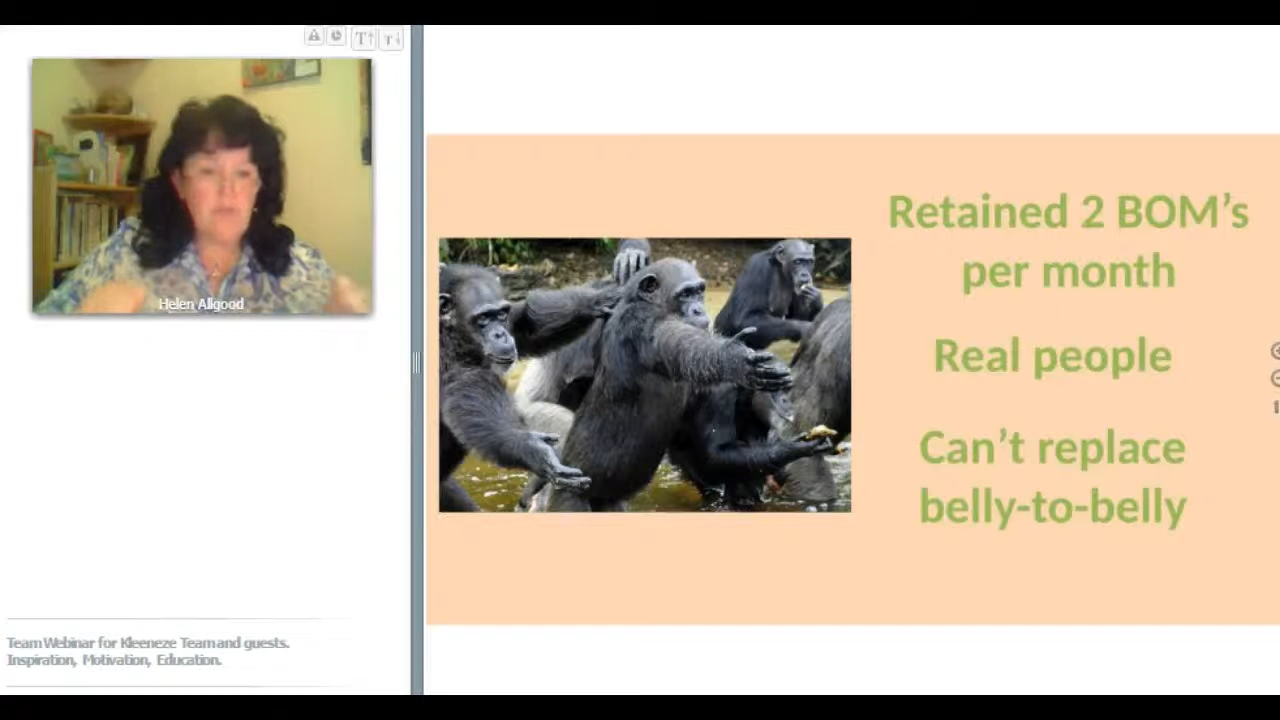 Helen Allgood
Team Webinar for Kleeneze Team and guests.
Inspiration, Motivation, Education.
Retained 2 BOM’s
per month
Real people
Can’t replace
belly-to-belly